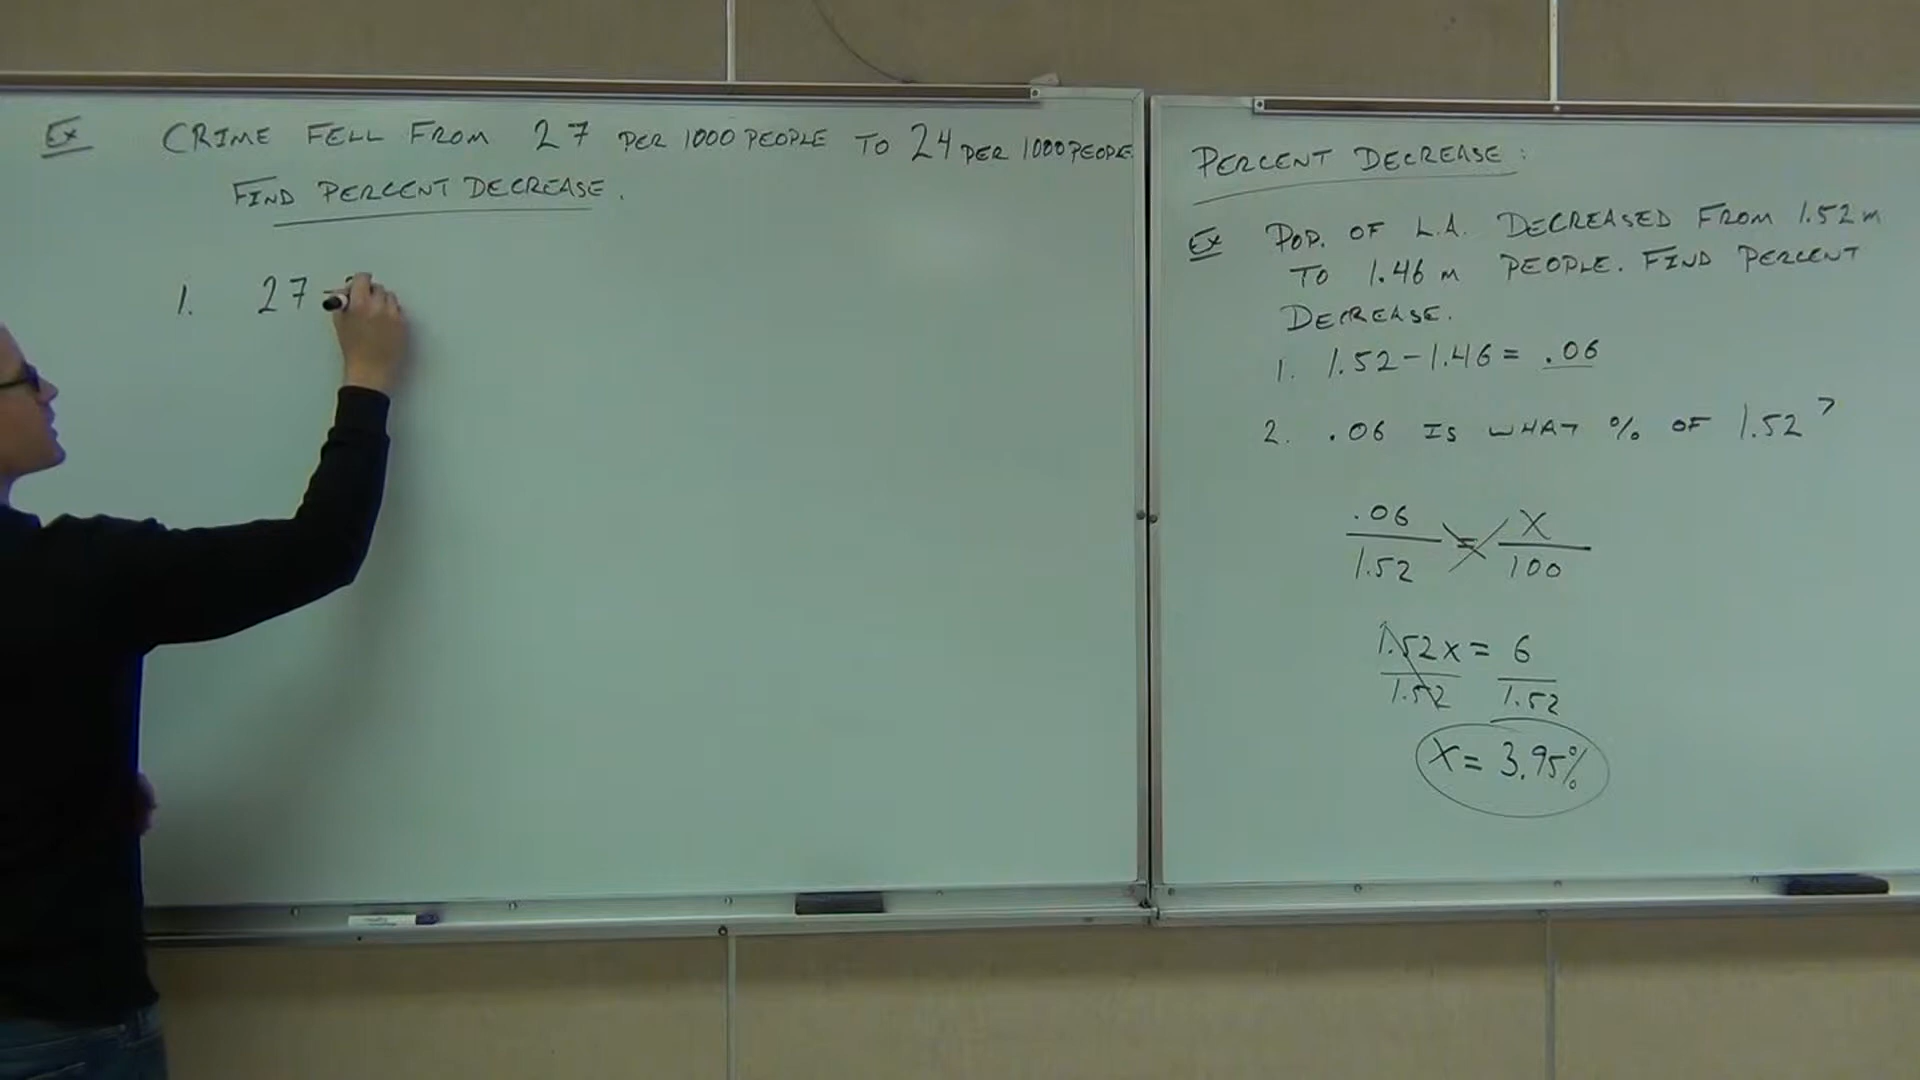 Ex CRIME FELL FROM 27 PER 1000 PEOPLE TO 24 PER 1000 PEOPLE.
FIND PERCENT DECREASE.
1. 27 -
PERCENT DECREASE:
Ex POP. OF L.A. DECREASED FROM 1.52 m
TO 1.46 m PEOPLE. FIND PERCENT
DECREASE.
1. 1.52 - 1.46 = .06
2. .06 IS WHAT % OF 1.52?
.06 = X
1.52 100
1.52x = 6
1.52 1.52
X = 3.95%